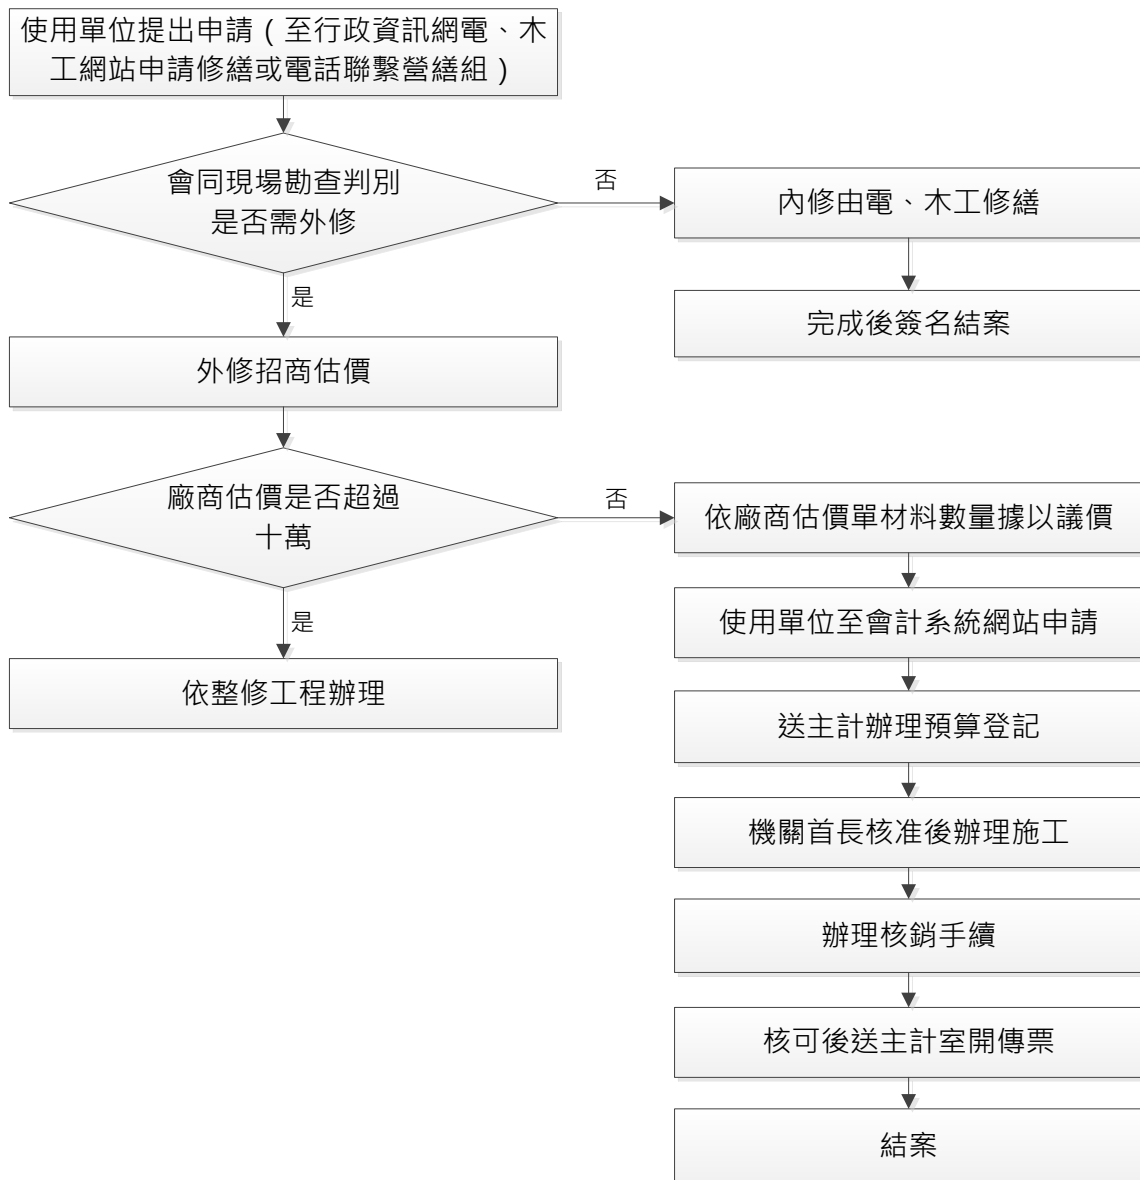 使用單位提出申請（至行政資訊網電、木
工網站申請修繕或電話聯繫營繕組）
會同現場勘查判別
是否需外修
否
內修由電、木工修繕
完成後簽名結案
是
外修招商估價
廠商估價是否超過
十萬
否
依廠商估價單材料數量據以議價
是
使用單位至會計系統網站申請
依整修工程辦理
送主計辦理預算登記
機關首長核准後辦理施工
辦理核銷手續
核可後送主計室開傳票
結案